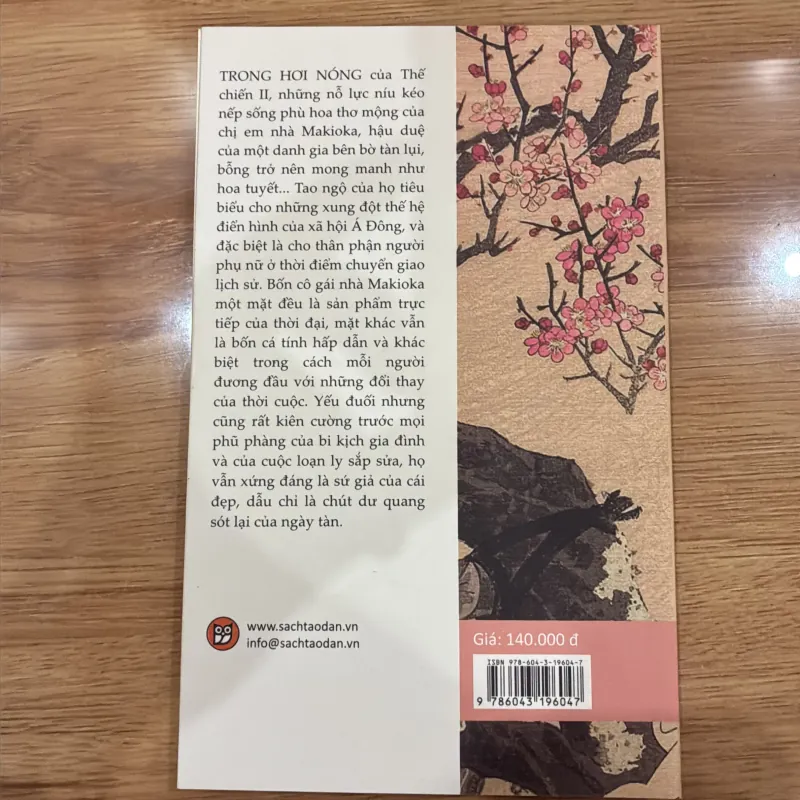 TRONG HƠI NÓNG của Thế
chiến II, những nỗ lực níu kéo
nếp sống phù hoa thơ mộng của
chị em nhà Makioka, hậu duệ
của một danh gia bên bờ tàn lụi,
bỗng trở nên mong manh như
hoa tuyết... Tao ngộ của họ tiêu
biểu cho những xung đột thế hệ
điển hình của xã hội Á Đông, và
đặc biệt là cho thân phận người
phụ nữ ở thời điểm chuyển giao
lịch sử. Bốn cô gái nhà Makioka
một mặt đều là sản phẩm trực
tiếp của thời đại, mặt khác vẫn
là bốn cá tính hấp dẫn và khác
biệt trong cách mỗi người
đương đầu với những đổi thay
của thời cuộc. Yếu đuối nhưng
cũng rất kiên cường trước mọi
phũ phàng của bi kịch gia đình
và của cuộc loạn ly sắp sửa, họ
vẫn xứng đáng là sứ giả của cái
đẹp, dẫu chỉ là chút dư quang
sót lại của ngày tàn.
www.sachtaodan.vn
info@sachtaodan.vn
Giá: 140.000 đ
ISBN 978-604-3-19604-7
9 786043 196047